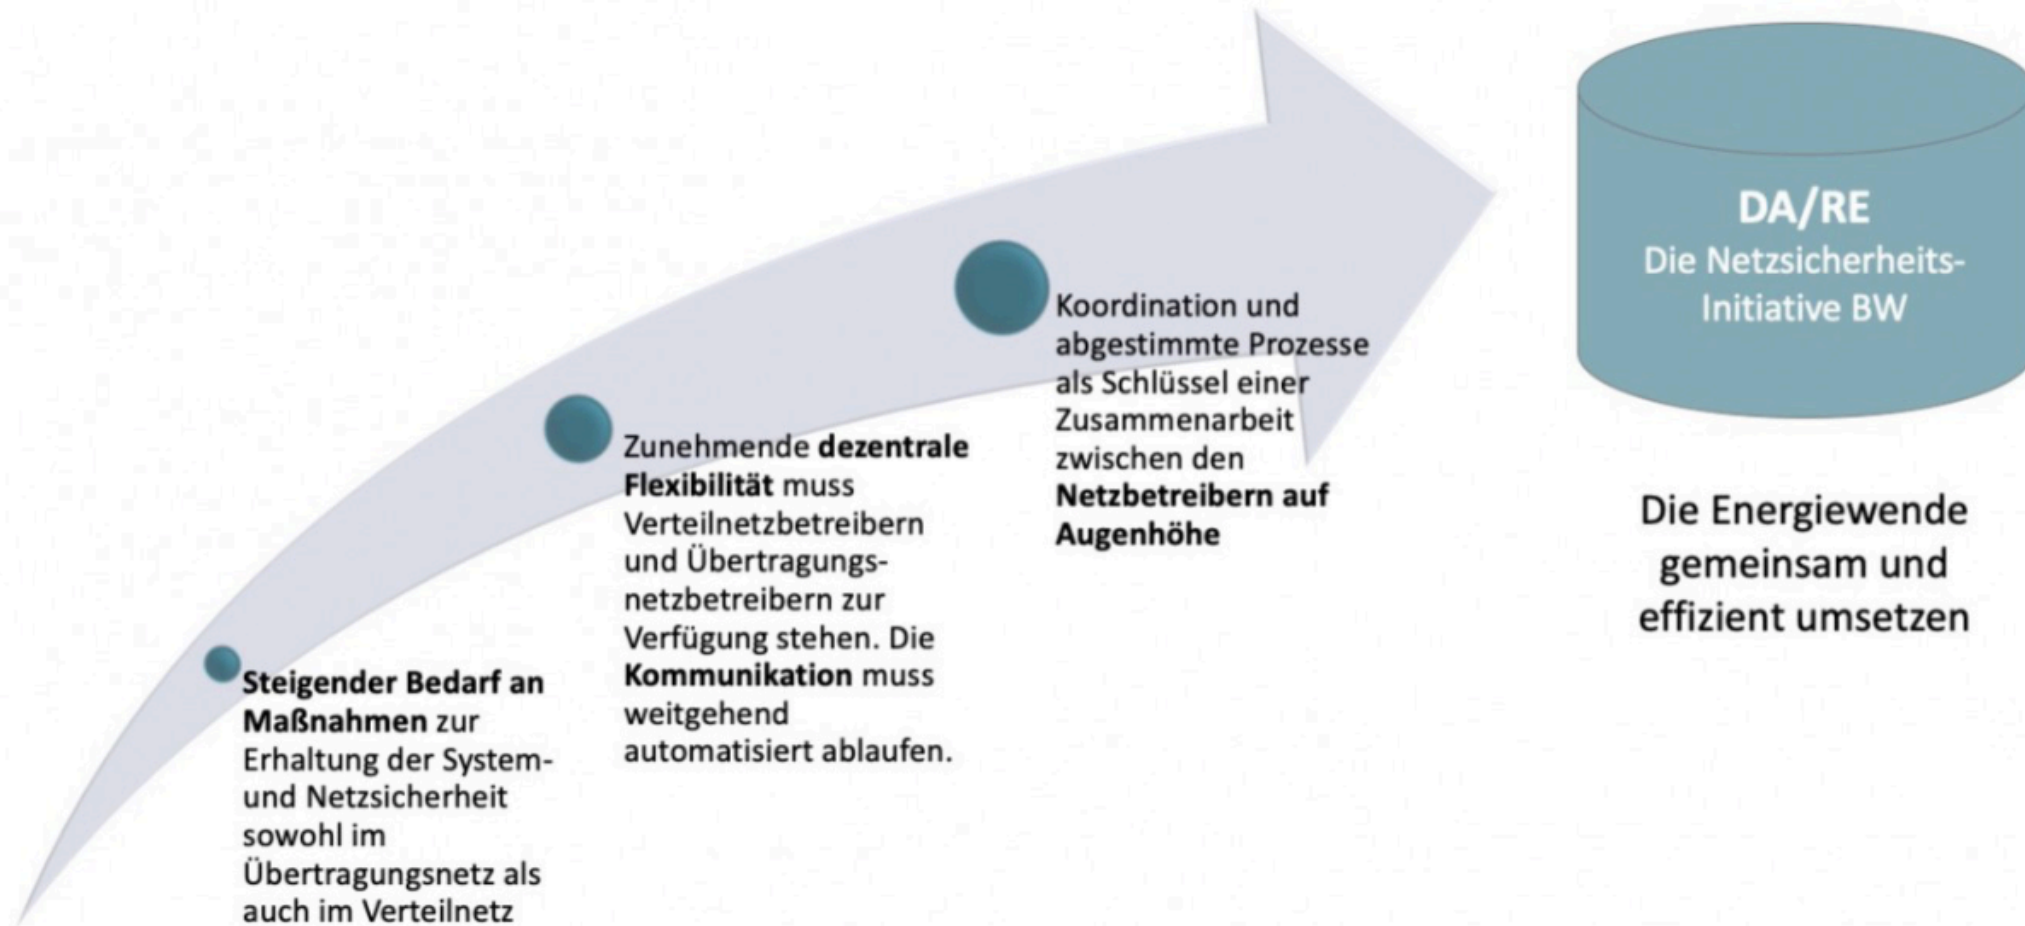 Steigender Bedarf an
Maßnahmen zur
Erhaltung der System-
und Netzsicherheit
sowohl im
Übertragungsnetz als
auch im Verteilnetz
Zunehmende dezentrale
Flexibilität muss
Verteilnetzbetreibern
und Übertragungs-
netzbetreibern zur
Verfügung stehen. Die
Kommunikation muss
weitgehend
automatisiert ablaufen.
Koordination und
abgestimmte Prozesse
als Schlüssel einer
Zusammenarbeit
zwischen den
Netzbetreibern auf
Augenhöhe
DA/RE
Die Netzsicherheits-
Initiative BW
Die Energiewende
gemeinsam und
effizient umsetzen